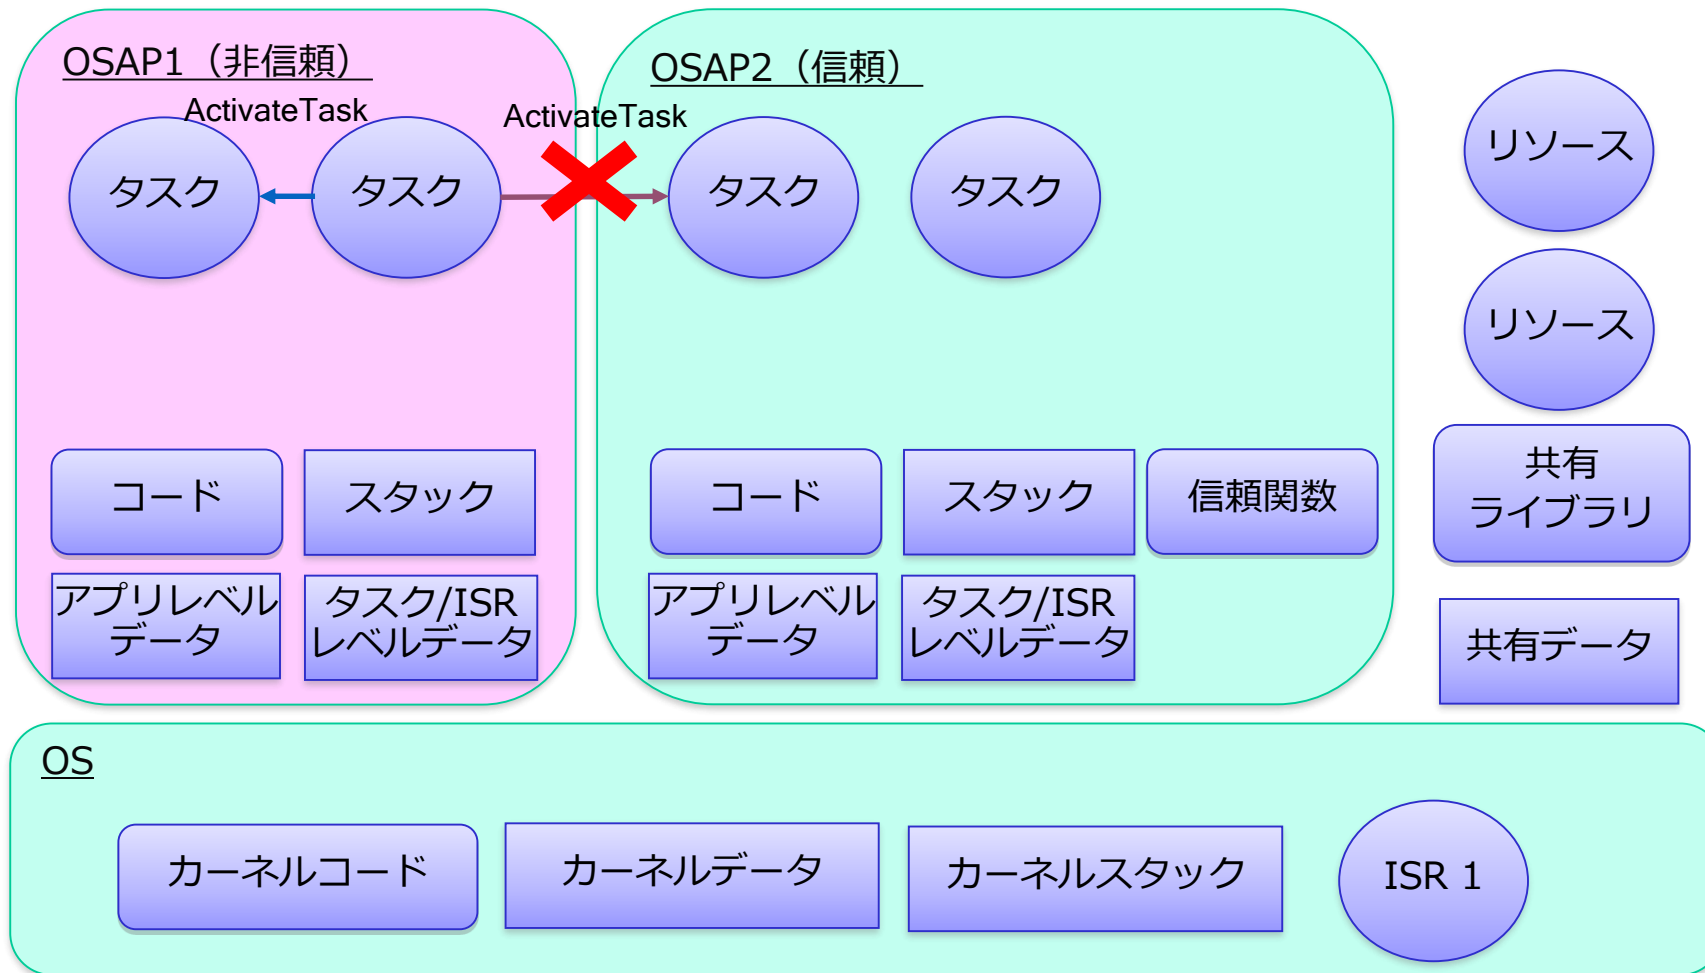 OSAP1（非信頼）
ActivateTask
タスク
タスク
ActivateTask
OSAP2（信頼）
タスク
タスク
コード
スタック
アプリレベル
データ
タスク/ISR
レベルデータ
コード
スタック
信頼関数
アプリレベル
データ
タスク/ISR
レベルデータ
リソース
リソース
共有
ライブラリ
共有データ
OS
カーネルコード
カーネルデータ
カーネルスタック
ISR 1